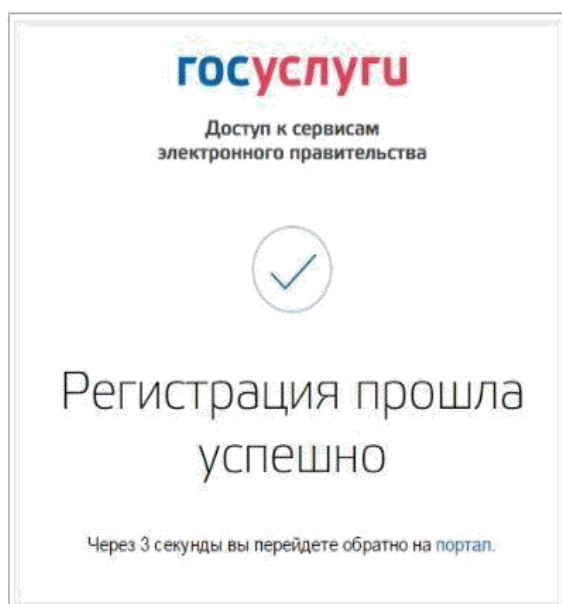 госуслуги
Доступ к сервисам
электронного правительства
Регистрация прошла
успешно
Через 3 секунды вы перейдете обратно на портал.